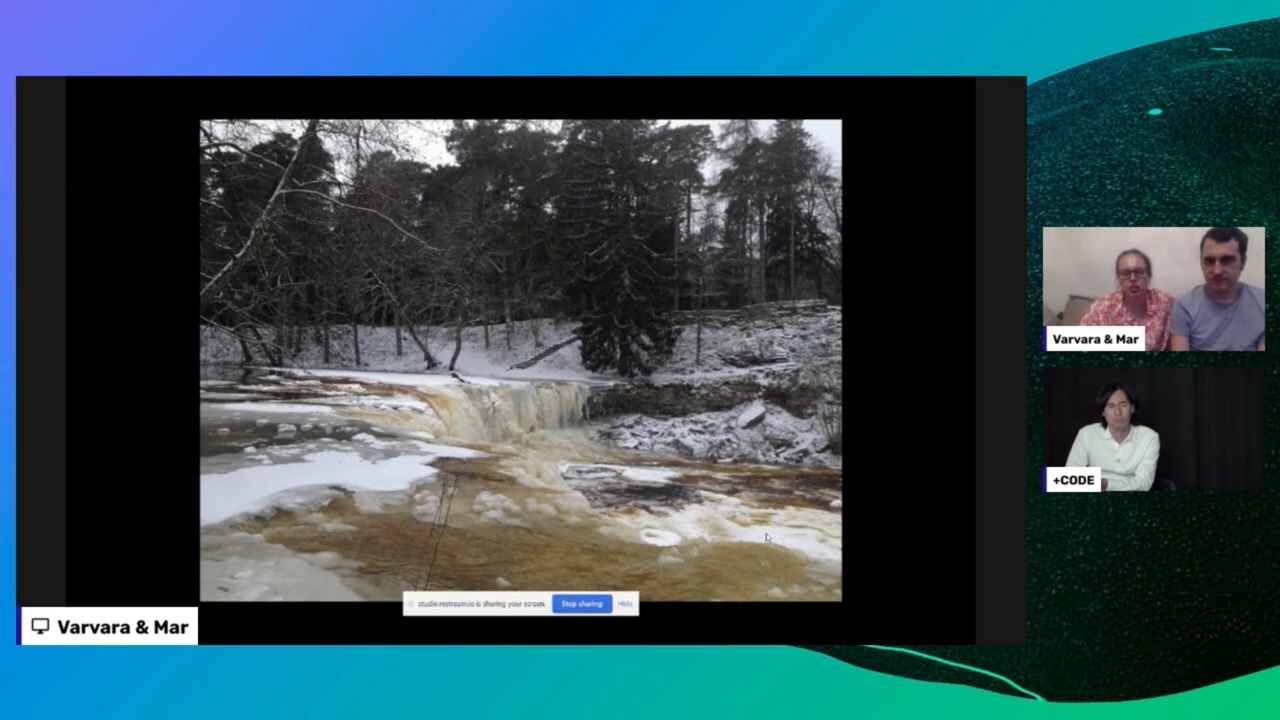 Varvara & Mar
+CODE
studio.restream.io is sharing your screen.
Stop sharing
Hide
Varvara & Mar